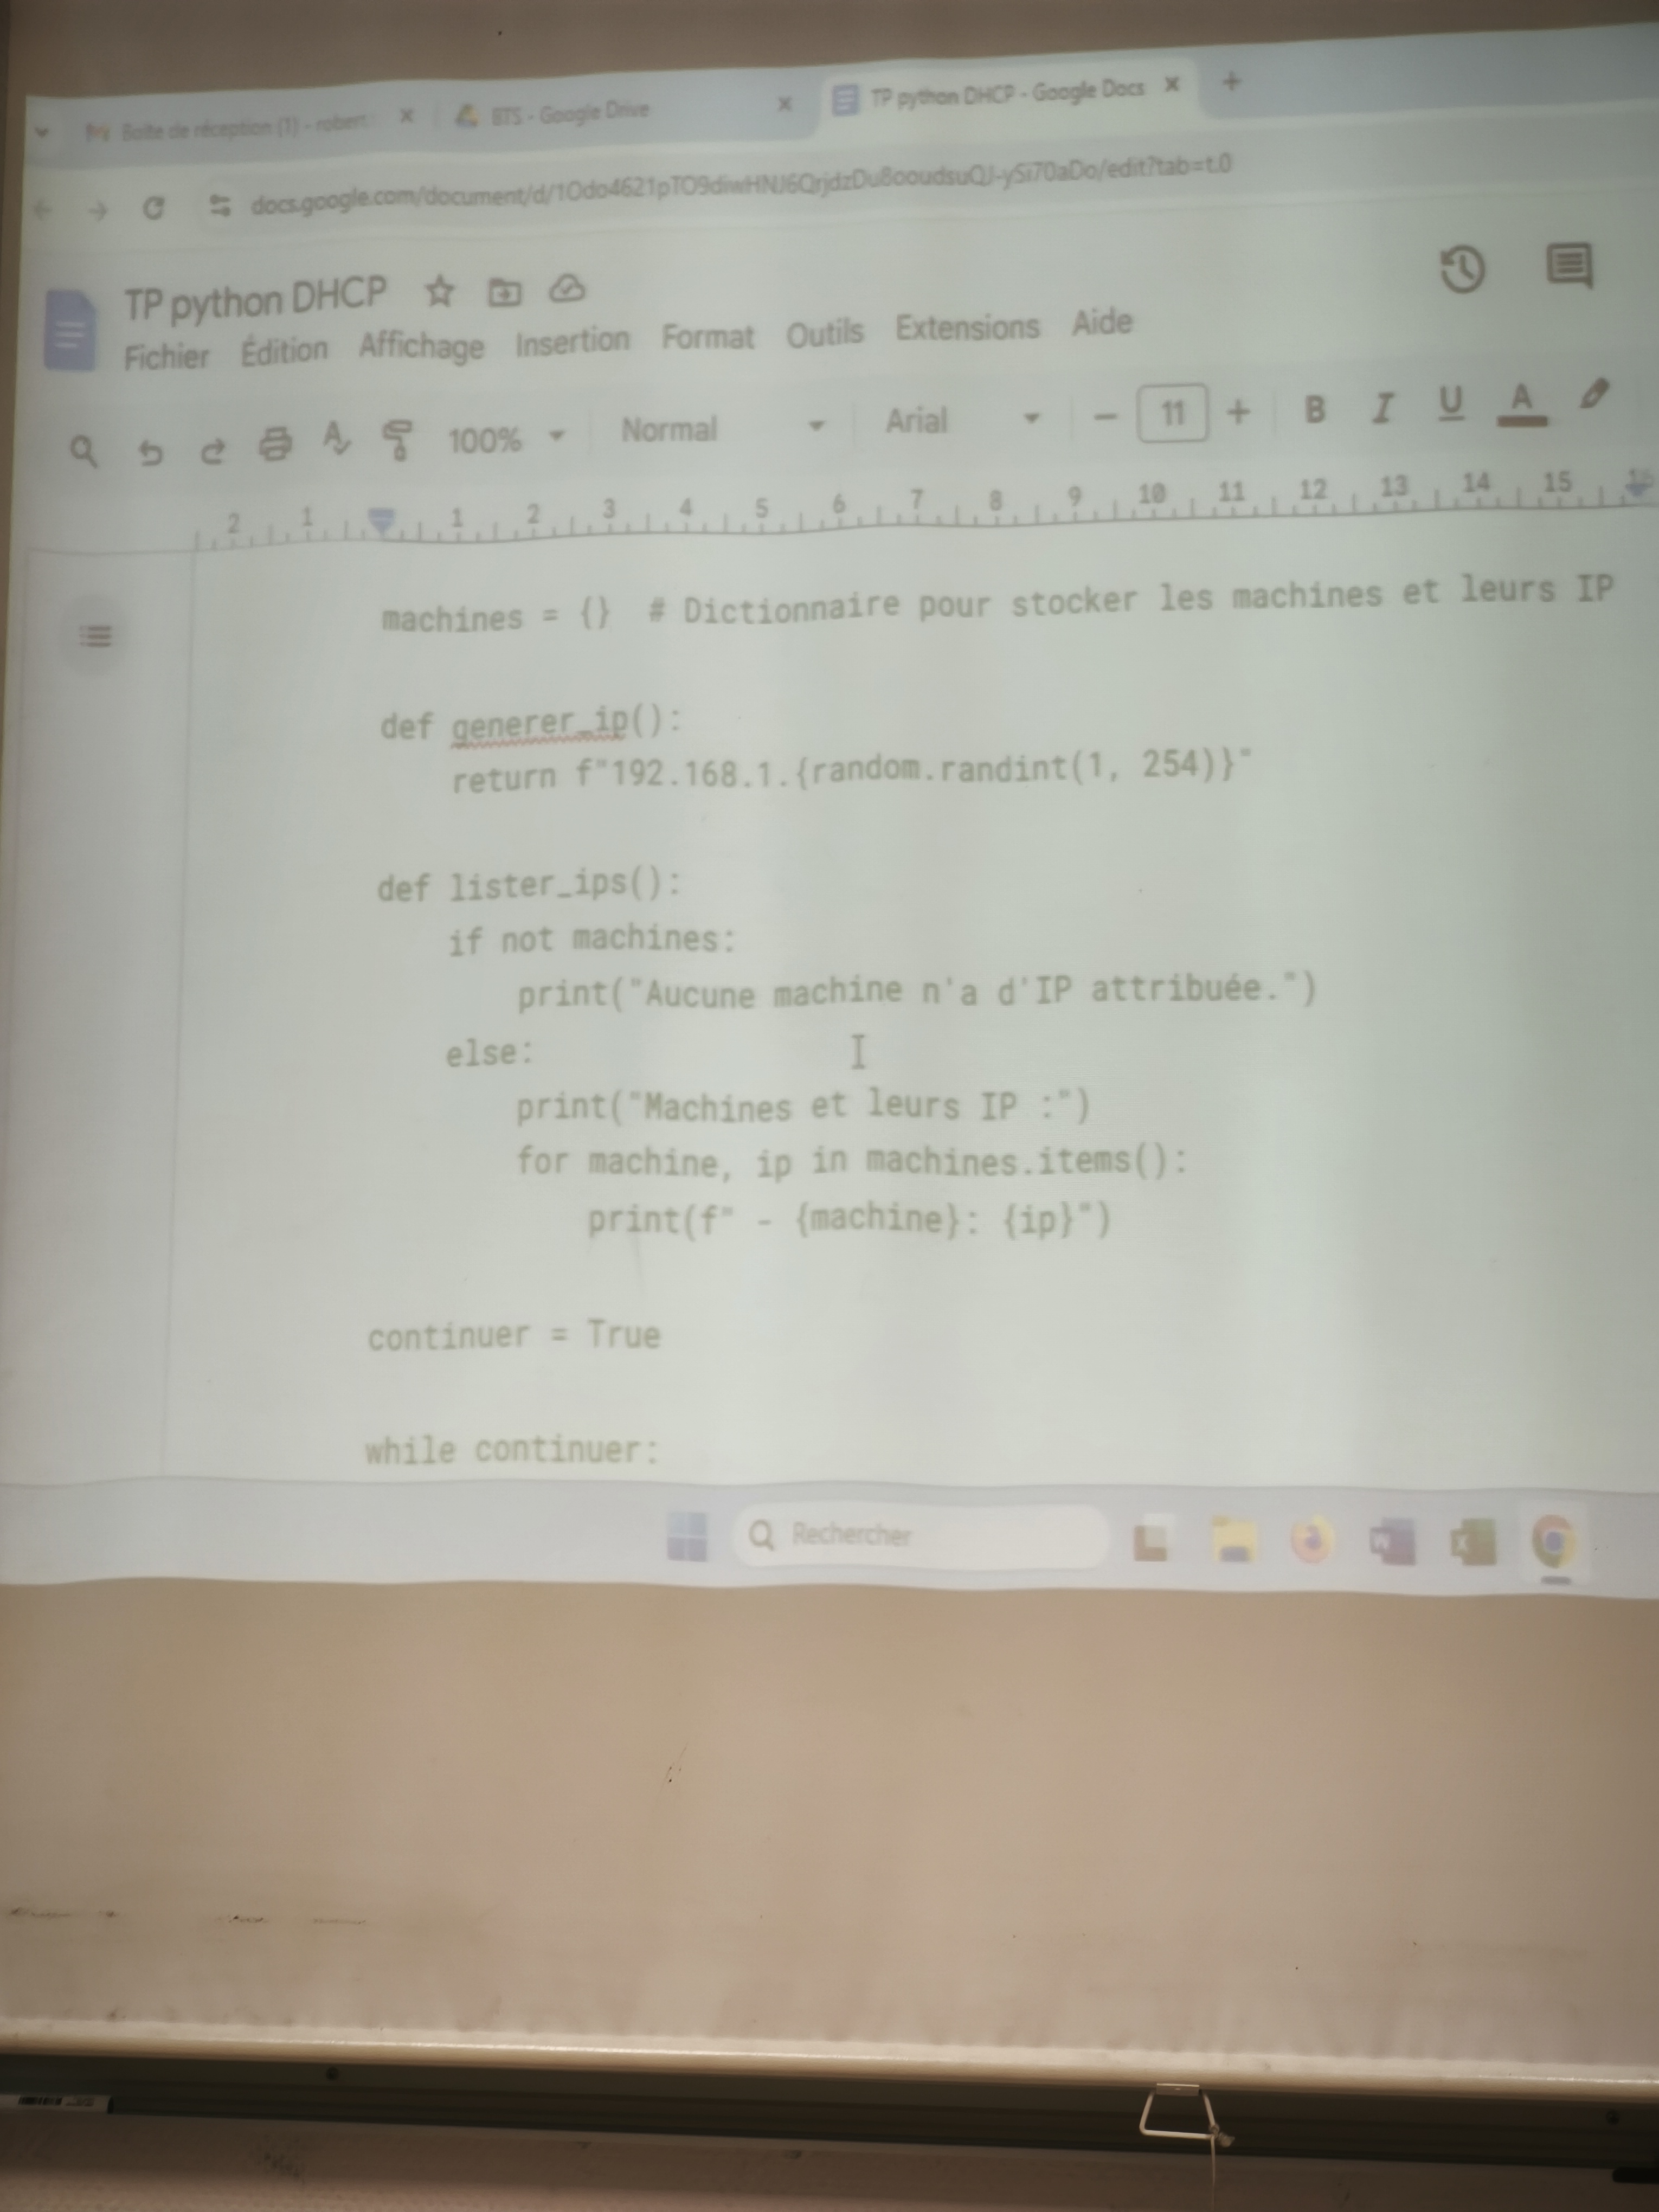 Boîte de réception (1) - robert
BTS - Google Drive
TP python DHCP - Google Docs
docs.google.com/document/d/1Odo4621pTO9diwHNJ6QrjdzDu8ooudsuQJ-ySi70aDo/edit?tab=t.0
TP python DHCP
Fichier Édition Affichage Insertion Format Outils Extensions Aide
100% Normal Arial 11 B I U A
2 1 1 2 3 4 5 6 7 8 9 10 11 12 13 14 15
machines = {}  # Dictionnaire pour stocker les machines et leurs IP
def generer_ip():
    return f"192.168.1.{random.randint(1, 254)}"
def lister_ips():
    if not machines:
        print("Aucune machine n'a d'IP attribuée.")
    else:
        print("Machines et leurs IP :")
        for machine, ip in machines.items():
            print(f" - {machine}: {ip}")
continuer = True
while continuer:
Rechercher